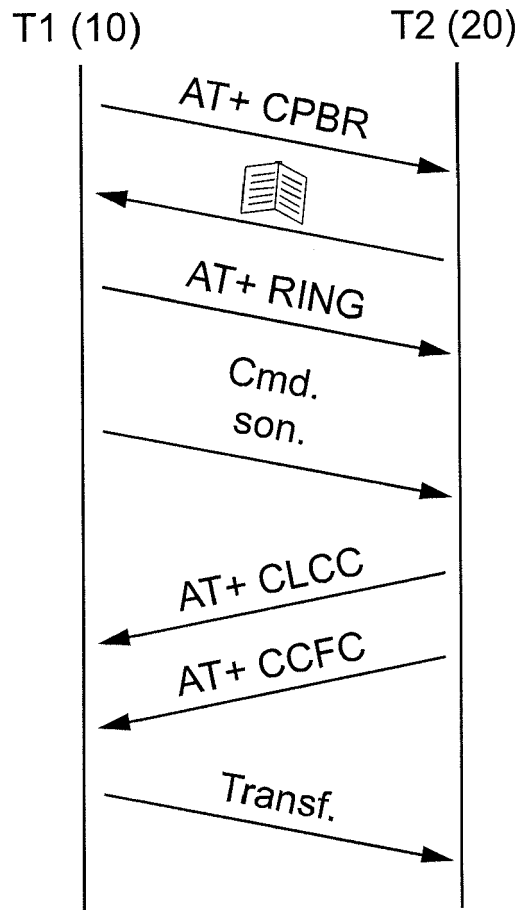 T1 (10) T2 (20)
AT+ CPBR
AT+ RING
Cmd.
son.
AT+ CLCC
AT+ CCFC
Transf.